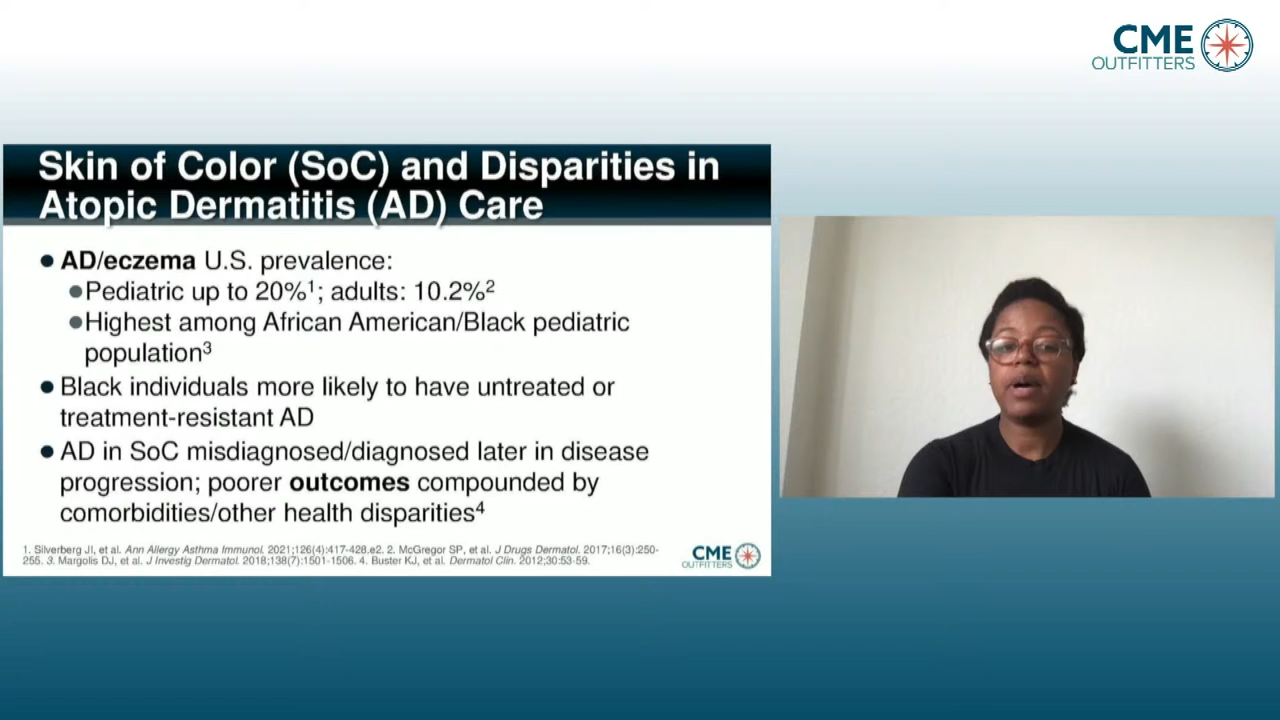 CME
OUTFITTERS
Skin of Color (SoC) and Disparities in
Atopic Dermatitis (AD) Care
● AD/eczema U.S. prevalence:
●Pediatric up to 20%¹; adults: 10.2%²
●Highest among African American/Black pediatric
population³
● Black individuals more likely to have untreated or
treatment-resistant AD
● AD in SoC misdiagnosed/diagnosed later in disease
progression; poorer outcomes compounded by
comorbidities/other health disparities⁴
1. Silverberg JI, et al. Ann Allergy Asthma Immunol. 2021;126(4):417-428.e2. 2. McGregor SP, et al. J Drugs Dermatol. 2017;16(3):250-
255. 3. Margolis DJ, et al. J Investig Dermatol. 2018;138(7):1501-1506. 4. Buster KJ, et al. Dermatol Clin. 2012;30:53-59.
CME
OUTFITTERS